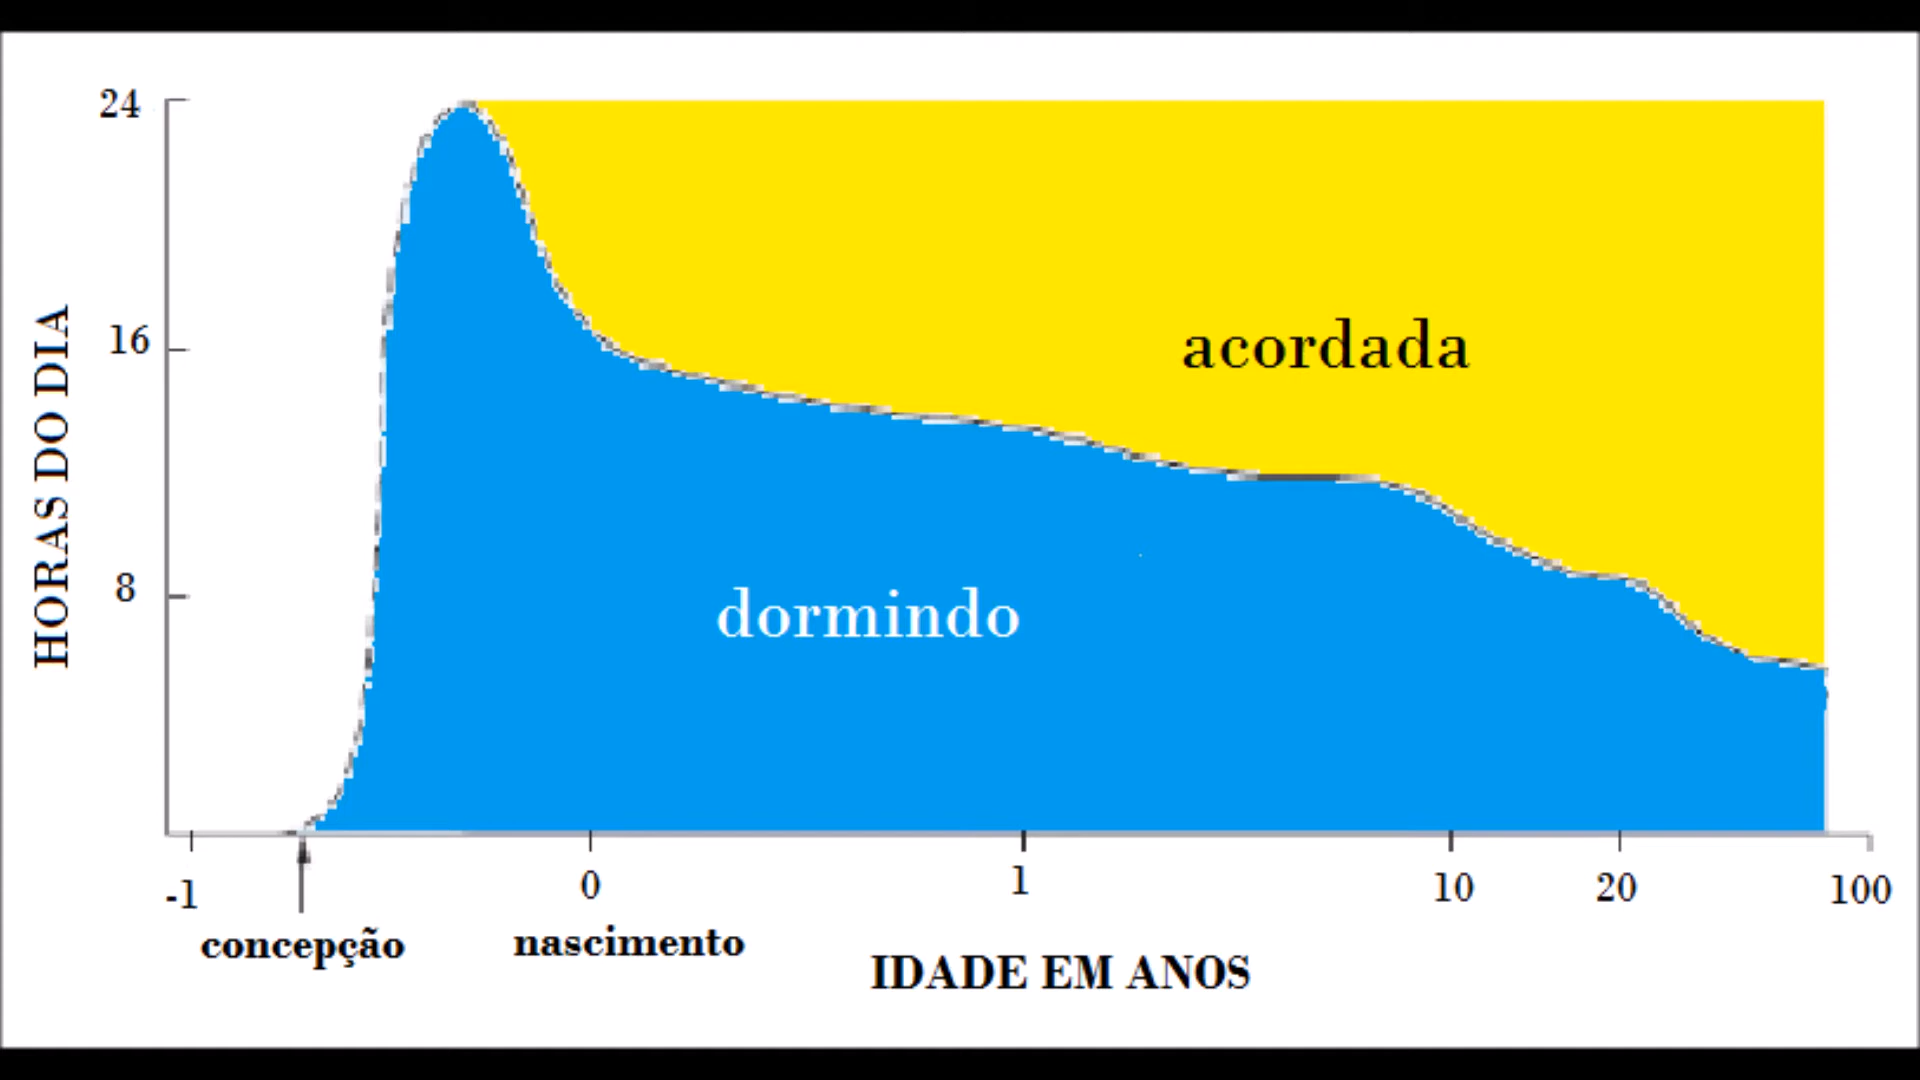 24
16
8
HORAS DO DIA
acordada
dormindo
-1
0
1
10
20
100
concepção
nascimento
IDADE EM ANOS